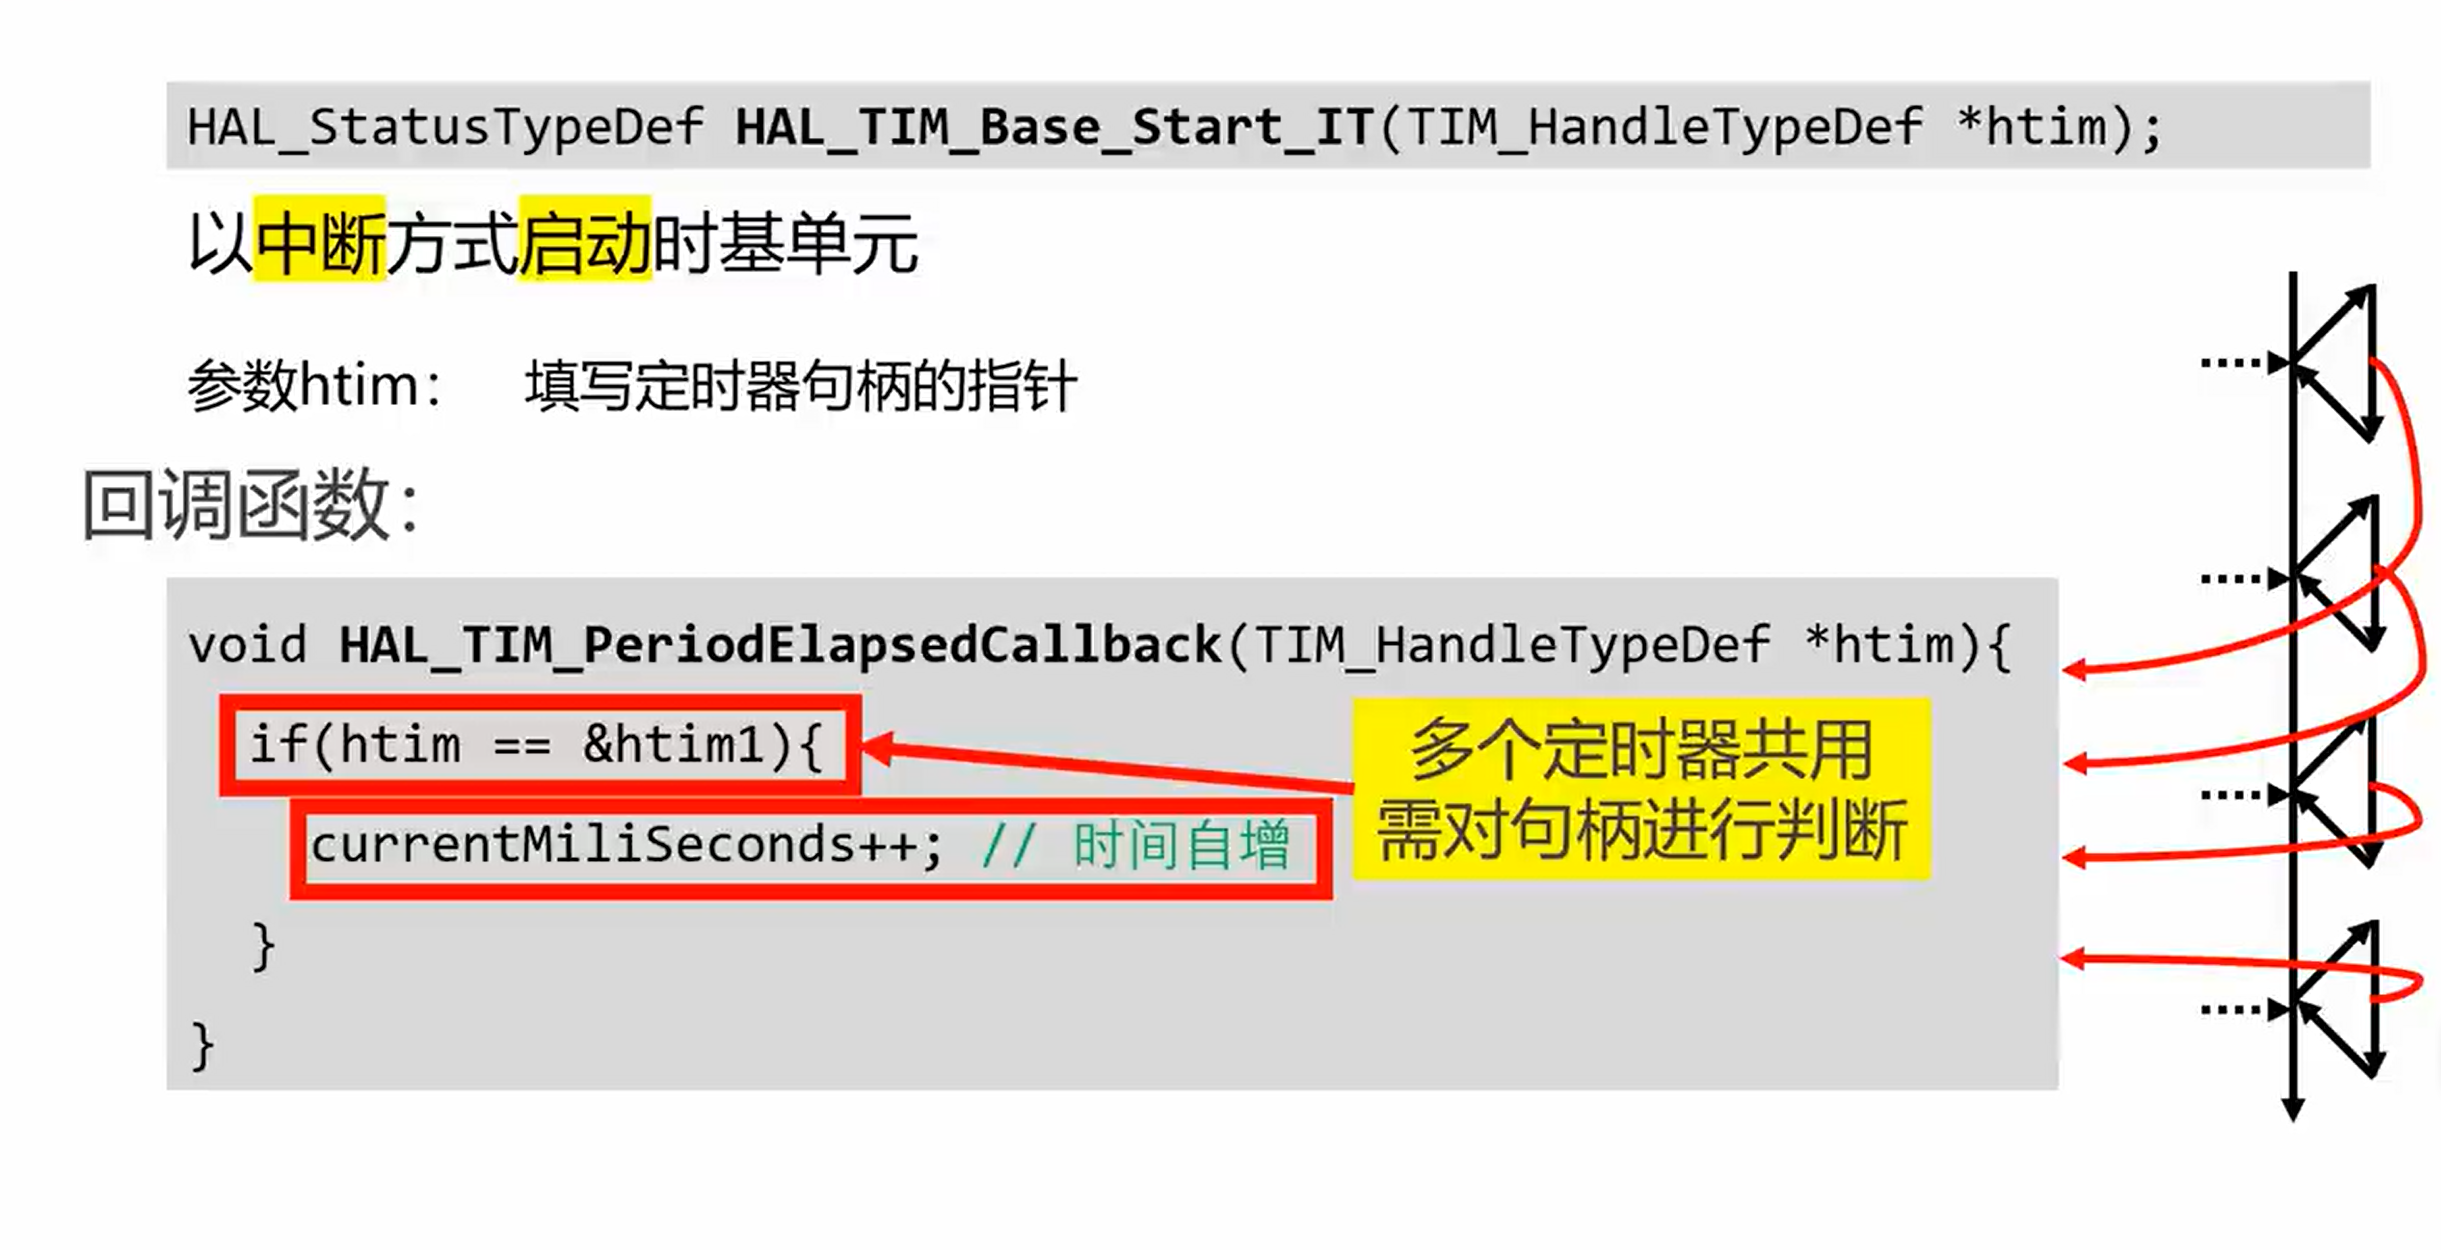 HAL_StatusTypeDef HAL_TIM_Base_Start_IT(TIM_HandleTypeDef *htim);
以中断方式启动时基单元
参数htim： 填写定时器句柄的指针
回调函数：
void HAL_TIM_PeriodElapsedCallback(TIM_HandleTypeDef *htim){
if(htim == &htim1){
currentMiliSeconds++; // 时间自增
}
}
多个定时器共用
需对句柄进行判断